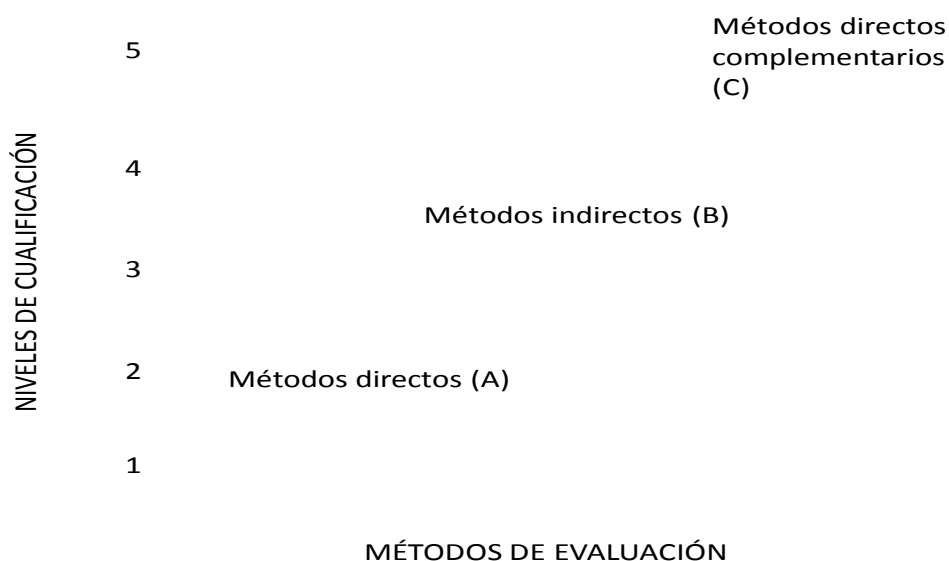 Métodos directos
complementarios
(C)
5
4
Métodos indirectos (B)
3
2
Métodos directos (A)
1
NIVELES DE CUALIFICACIÓN
MÉTODOS DE EVALUACIÓN